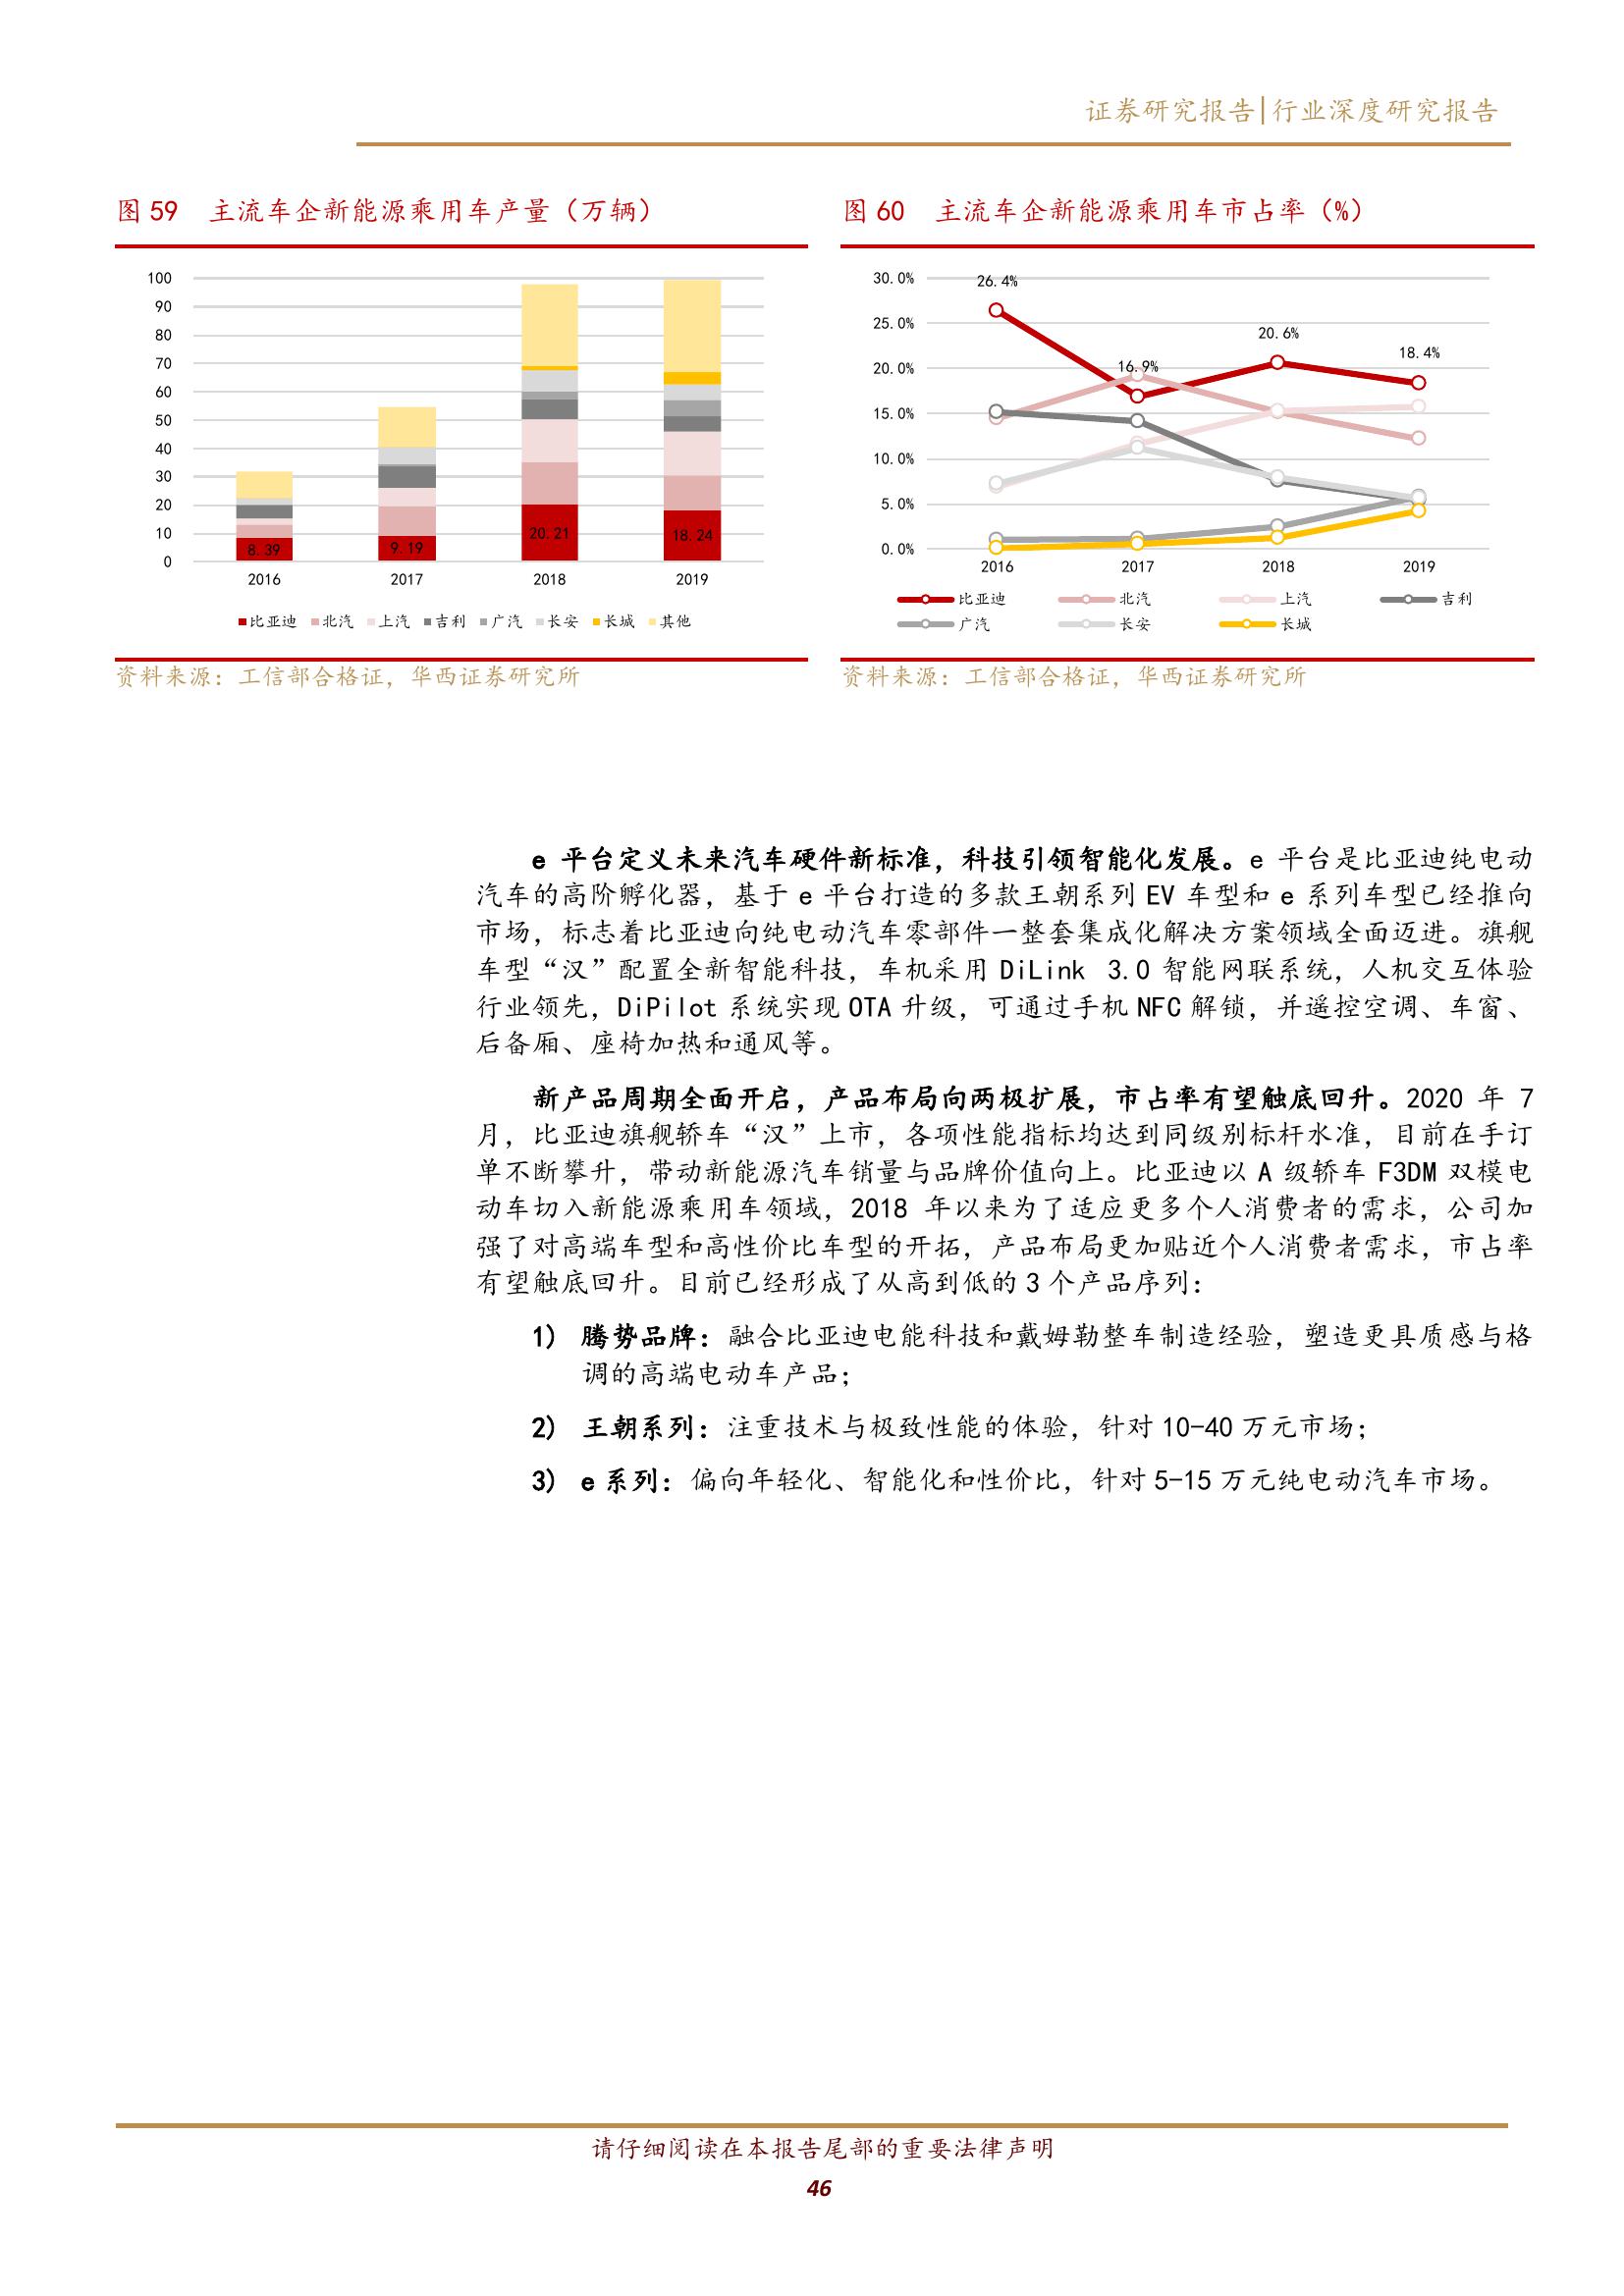 证券研究报告|行业深度研究报告
图 59 主流车企新能源乘用车产量（万辆）
100
90
80
70
60
50
40
30
20
10
0
8.39
9.19
20.21
18.24
2016 2017 2018 2019
比亚迪 北汽 上汽 吉利 广汽 长安 长城 其他
资料来源：工信部合格证，华西证券研究所
图 60 主流车企新能源乘用车市占率（%）
30.0%
25.0%
20.0%
15.0%
10.0%
5.0%
0.0%
26.4%
16.9%
20.6%
18.4%
2016 2017 2018 2019
比亚迪 北汽 上汽 吉利
广汽 长安 长城
资料来源：工信部合格证，华西证券研究所
e 平台定义未来汽车硬件新标准，科技引领智能化发展。e 平台是比亚迪纯电动
汽车的高阶孵化器，基于 e 平台打造的多款王朝系列 EV 车型和 e 系列车型已经推向
市场，标志着比亚迪向纯电动汽车零部件一整套集成化解决方案领域全面迈进。旗舰
车型“汉”配置全新智能科技，车机采用 DiLink 3.0 智能网联系统，人机交互体验
行业领先，DiPilot 系统实现 OTA 升级，可通过手机 NFC 解锁，并遥控空调、车窗、
后备厢、座椅加热和通风等。
新产品周期全面开启，产品布局向两极扩展，市占率有望触底回升。2020 年 7
月，比亚迪旗舰轿车“汉”上市，各项性能指标均达到同级别标杆水准，目前在手订
单不断攀升，带动新能源汽车销量与品牌价值向上。比亚迪以 A 级轿车 F3DM 双模电
动车切入新能源乘用车领域，2018 年以来为了适应更多个人消费者的需求，公司加
强了对高端车型和高性价比车型的开拓，产品布局更加贴近个人消费者需求，市占率
有望触底回升。目前已经形成了从高到低的 3 个产品序列：
1) 腾势品牌：融合比亚迪电能科技和戴姆勒整车制造经验，塑造更具质感与格
调的高端电动车产品；
2) 王朝系列：注重技术与极致性能的体验，针对 10-40 万元市场；
3) e 系列：偏向年轻化、智能化和性价比，针对 5-15 万元纯电动汽车市场。
请仔细阅读在本报告尾部的重要法律声明
46